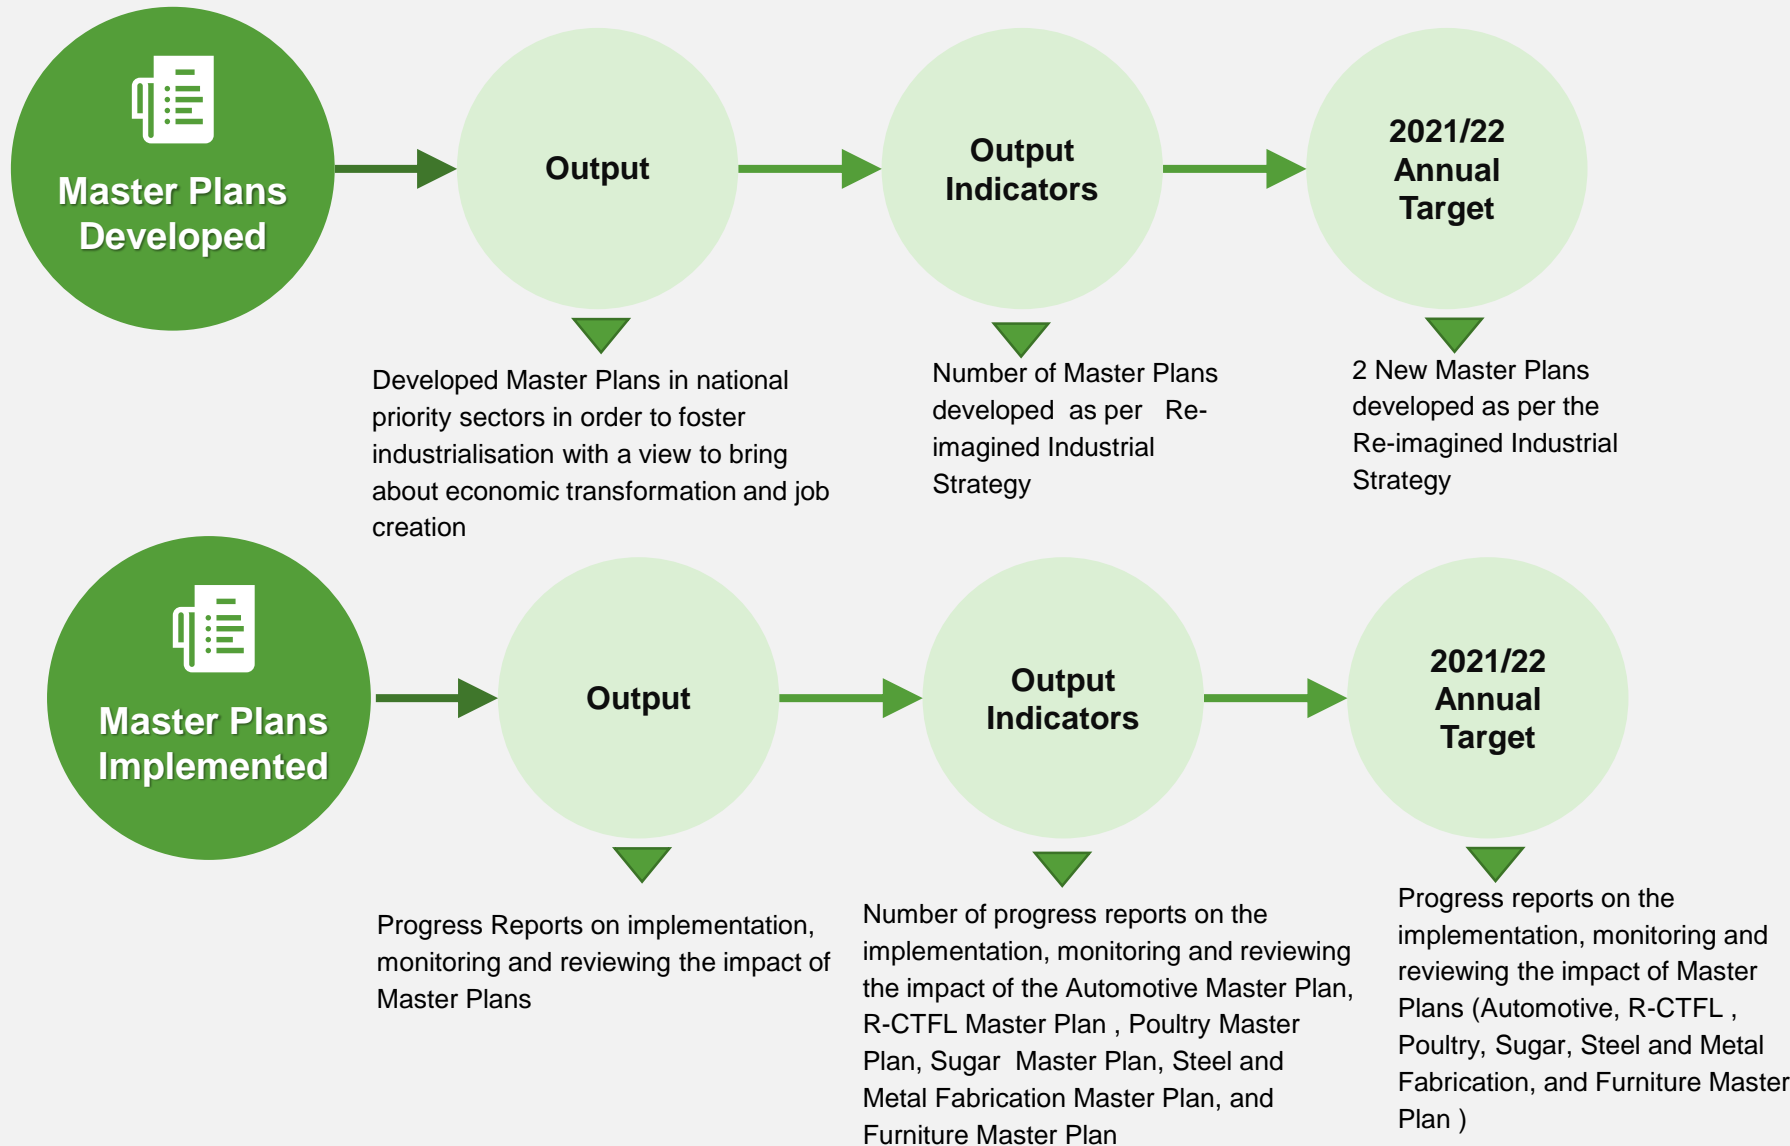 Master Plans
Developed
Output
Output
Indicators
2021/22
Annual
Target
Developed Master Plans in national
priority sectors in order to foster
industrialisation with a view to bring
about economic transformation and job
creation
Number of Master Plans
developed as per Re-
imagined Industrial
Strategy
2 New Master Plans
developed as per the
Re-imagined Industrial
Strategy
Master Plans
Implemented
Output
Output
Indicators
2021/22
Annual
Target
Progress Reports on implementation,
monitoring and reviewing the impact of
Master Plans
Number of progress reports on the
implementation, monitoring and reviewing
the impact of the Automotive Master Plan,
R-CTFL Master Plan , Poultry Master
Plan, Sugar Master Plan, Steel and
Metal Fabrication Master Plan, and
Furniture Master Plan
Progress reports on the
implementation, monitoring and
reviewing the impact of Master
Plans (Automotive, R-CTFL ,
Poultry, Sugar, Steel and Metal
Fabrication, and Furniture Master
Plan )